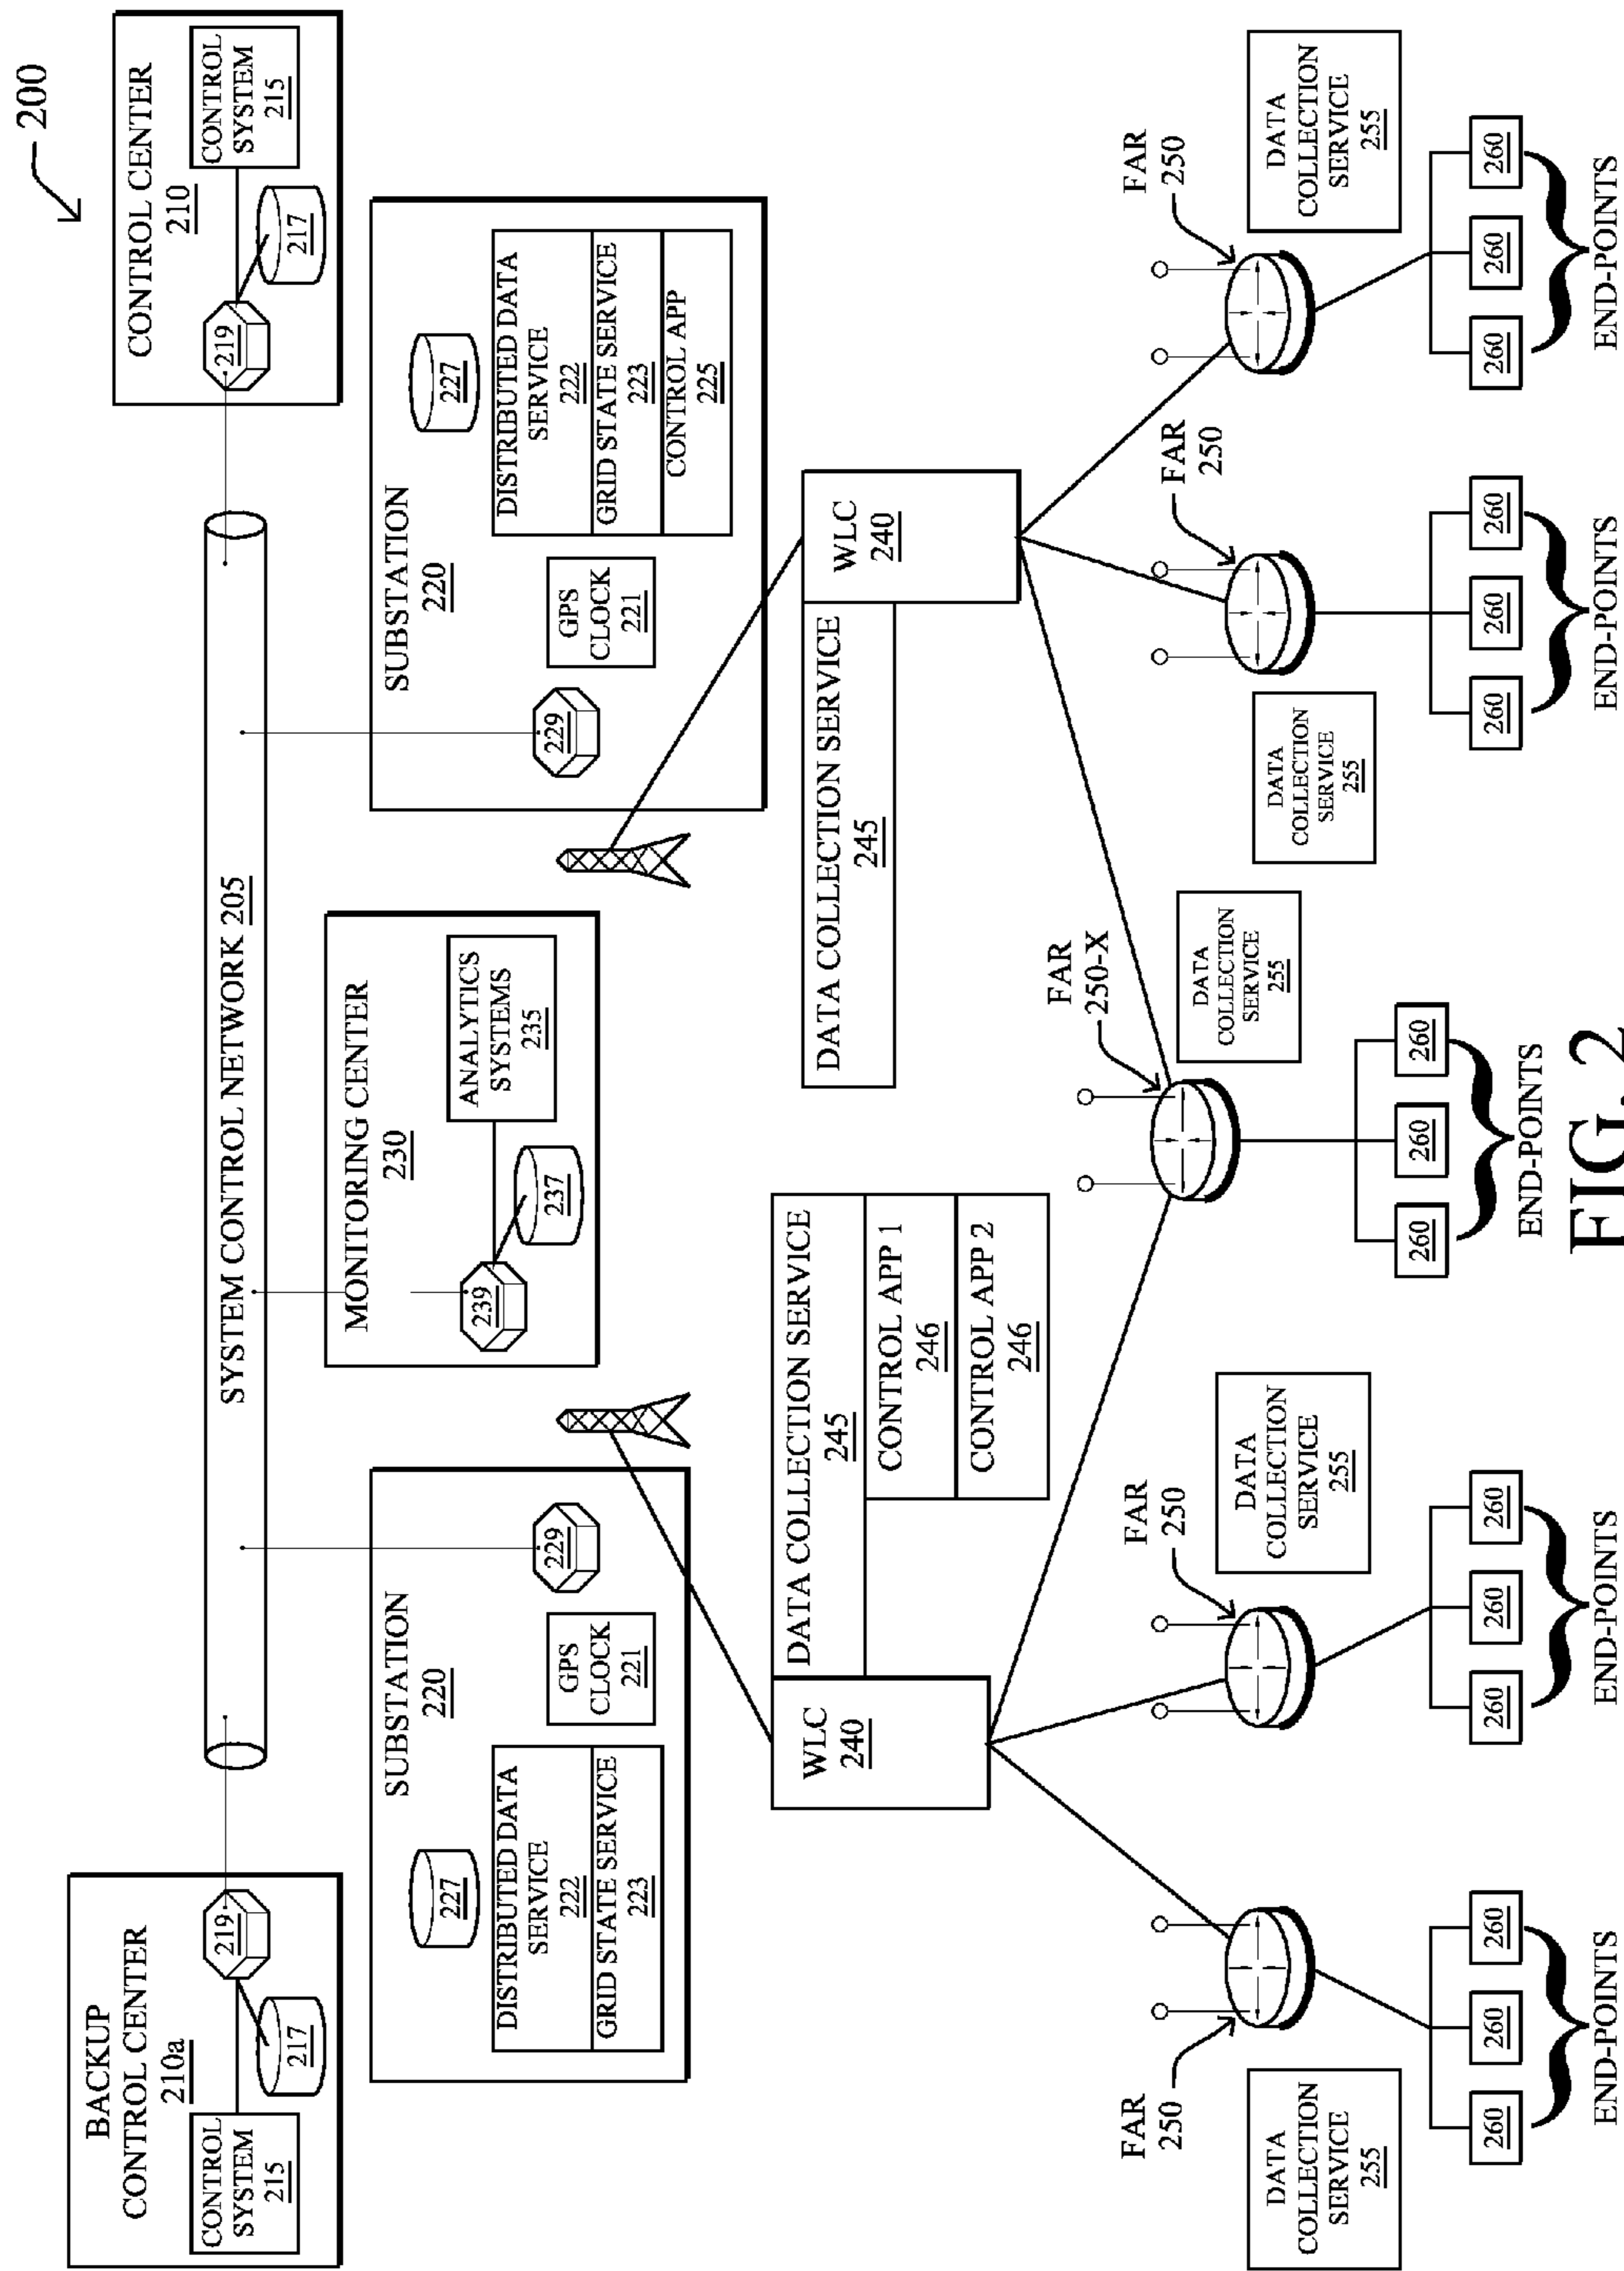 200
BACKUP
CONTROL CENTER
210a
CONTROL
SYSTEM
215
217
219
SYSTEM CONTROL NETWORK 205
CONTROL CENTER
210
219
217
CONTROL
SYSTEM
215
SUBSTATION
220
227
DISTRIBUTED DATA
SERVICE
222
GRID STATE SERVICE
223
GPS
CLOCK
221
229
MONITORING CENTER
230
239
237
ANALYTICS
SYSTEMS
235
SUBSTATION
220
229
GPS
CLOCK
221
227
DISTRIBUTED DATA
SERVICE
222
GRID STATE SERVICE
223
CONTROL APP
225
WLC
240
DATA COLLECTION SERVICE
245
CONTROL APP 1
246
CONTROL APP 2
246
DATA COLLECTION SERVICE
245
WLC
240
FAR
250
DATA
COLLECTION
SERVICE
255
260
260
260
END-POINTS
FAR
250
DATA
COLLECTION
SERVICE
255
260
260
260
END-POINTS
FAR
250-X
DATA
COLLECTION
SERVICE
255
260
260
260
END-POINTS
FAR
250
DATA
COLLECTION
SERVICE
255
260
260
260
END-POINTS
FAR
250
DATA
COLLECTION
SERVICE
255
260
260
260
END-POINTS
FIG. 2